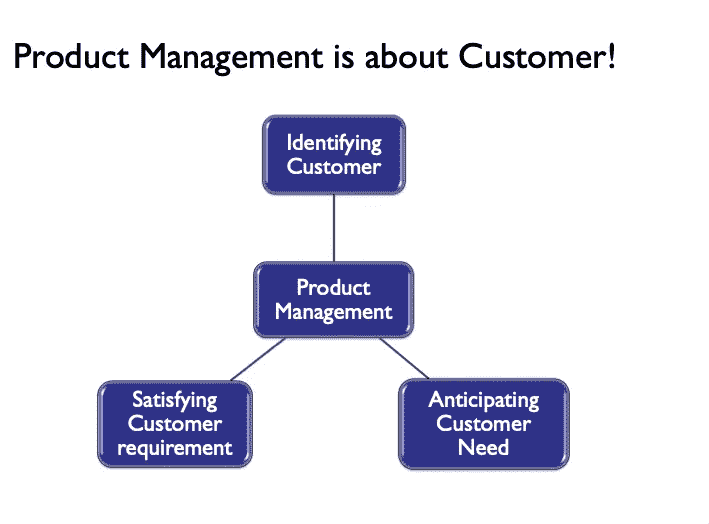 Product Management is about Customer!
Identifying
Customer
Product
Management
Satisfying
Customer
requirement
Anticipating
Customer
Need